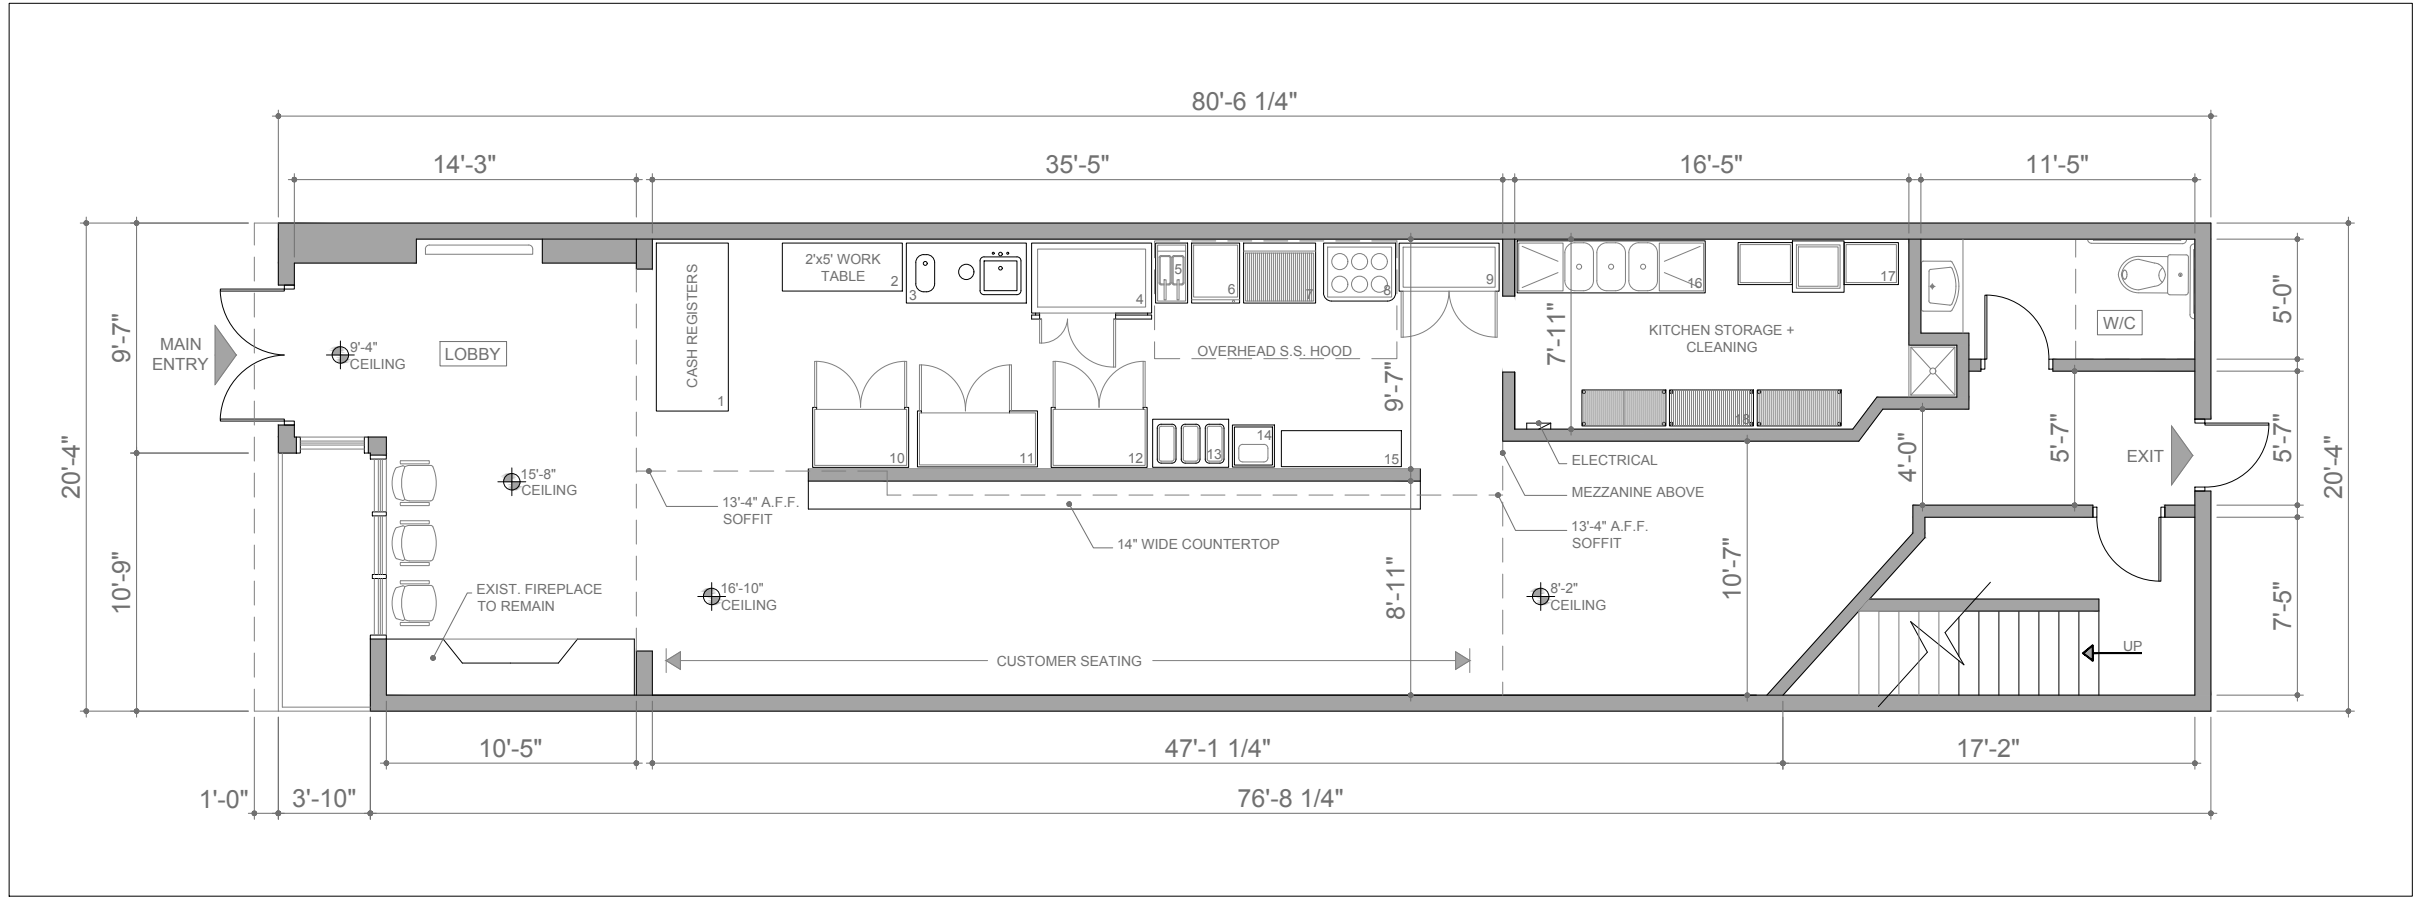 80'-6 1/4"
14'-3"
35'-5"
16'-5"
11'-5"
20'-4"
9'-7"
10'-9"
MAIN
ENTRY
9'-4"
CEILING
LOBBY
15'-8"
CEILING
EXIST. FIREPLACE
TO REMAIN
CASH REGISTERS
1
2'x5' WORK
TABLE
2
3
4
5
6
7
8
9
OVERHEAD S.S. HOOD
10
11
12
13
14
15
9'-7"
8'-11"
13'-4" A.F.F.
SOFFIT
14" WIDE COUNTERTOP
16'-10"
CEILING
CUSTOMER SEATING
16
17
7'-11"
KITCHEN STORAGE +
CLEANING
18
ELECTRICAL
MEZZANINE ABOVE
13'-4" A.F.F.
SOFFIT
8'-2"
CEILING
10'-7"
4'-0"
5'-7"
W/C
EXIT
UP
5'-0"
5'-7"
7'-5"
20'-4"
10'-5"
47'-1 1/4"
17'-2"
1'-0"
3'-10"
76'-8 1/4"